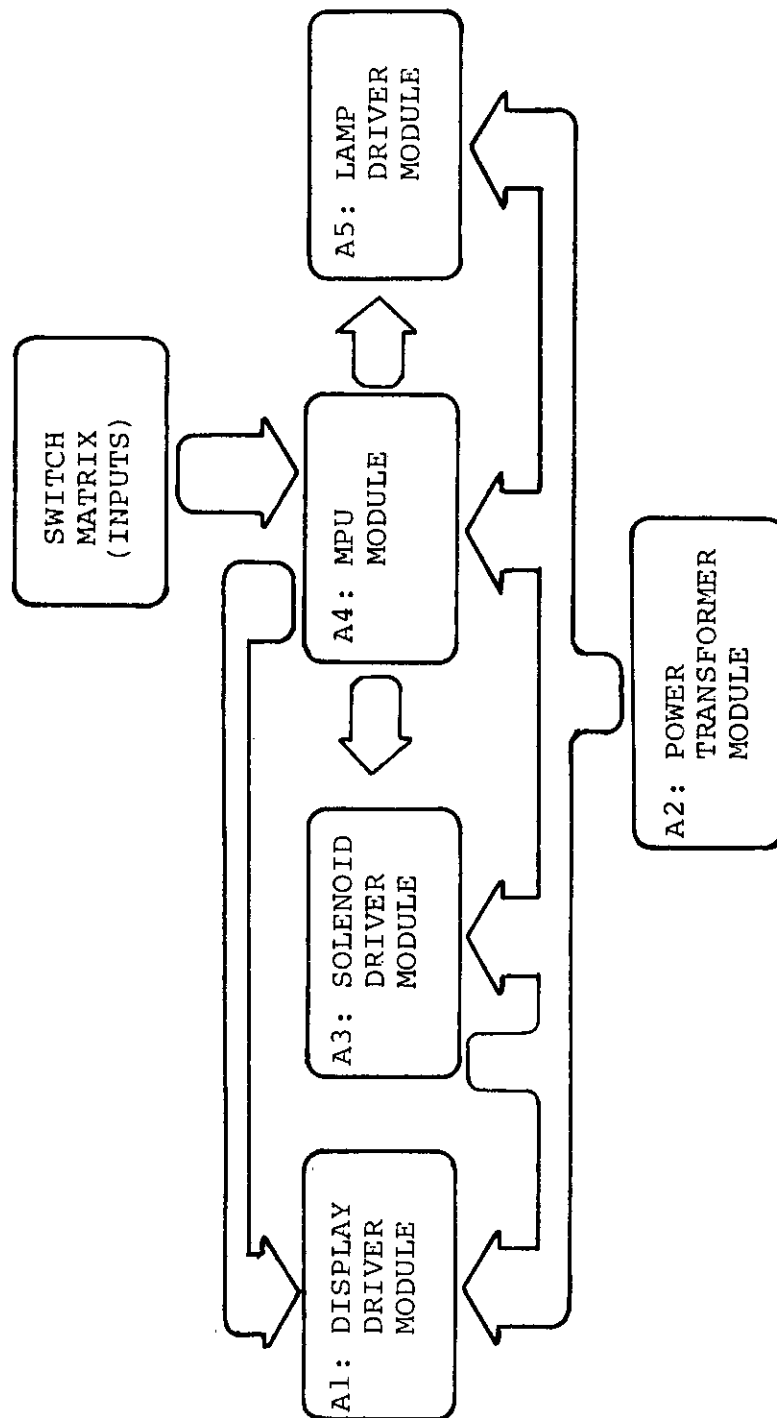 SWITCH
MATRIX
(INPUTS)
A1: DISPLAY
DRIVER
MODULE
A3: SOLENOID
DRIVER
MODULE
A4: MPU
MODULE
A5: LAMP
DRIVER
MODULE
A2: POWER
TRANSFORMER
MODULE